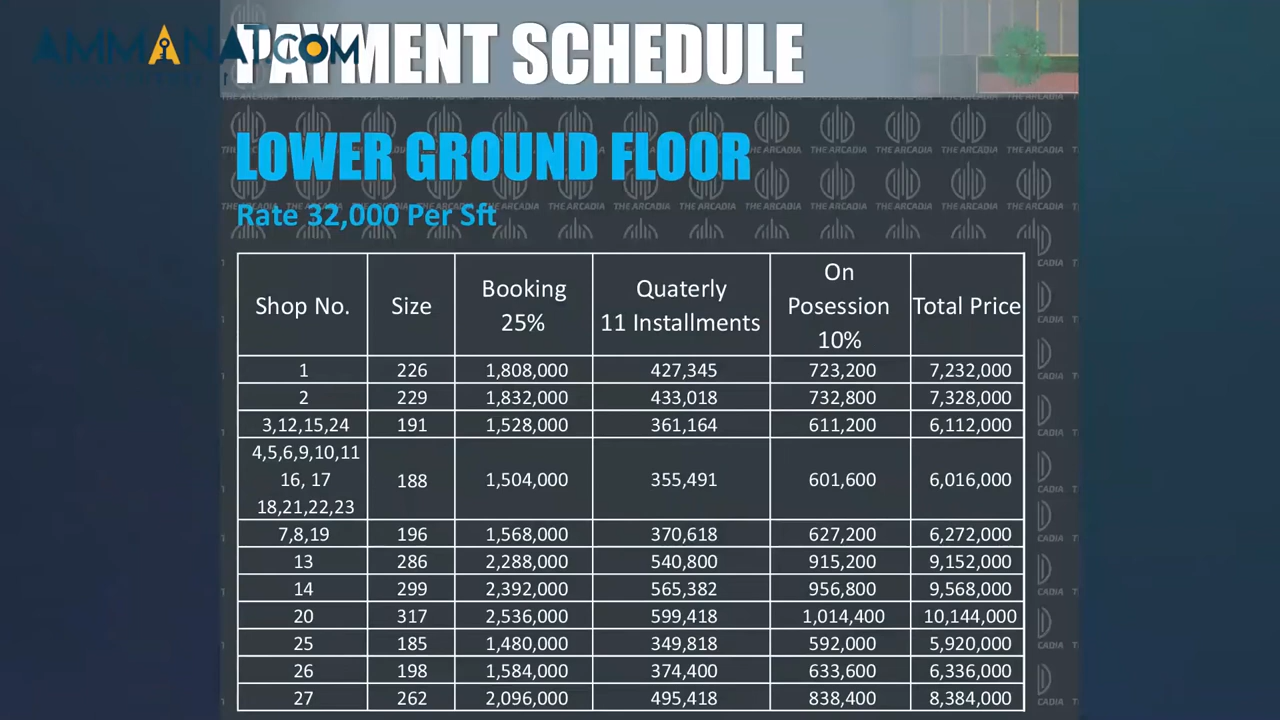 AMMANAT.COM
PAYMENT SCHEDULE
LOWER GROUND FLOOR
Rate 32,000 Per Sft
Shop No. Size Booking 25% Quaterly 11 Installments On Posession 10% Total Price
1 226 1,808,000 427,345 723,200 7,232,000
2 229 1,832,000 433,018 732,800 7,328,000
3,12,15,24 191 1,528,000 361,164 611,200 6,112,000
4,5,6,9,10,11
16, 17
18,21,22,23 188 1,504,000 355,491 601,600 6,016,000
7,8,19 196 1,568,000 370,618 627,200 6,272,000
13 286 2,288,000 540,800 915,200 9,152,000
14 299 2,392,000 565,382 956,800 9,568,000
20 317 2,536,000 599,418 1,014,400 10,144,000
25 185 1,480,000 349,818 592,000 5,920,000
26 198 1,584,000 374,400 633,600 6,336,000
27 262 2,096,000 495,418 838,400 8,384,000
THE ARCADIA